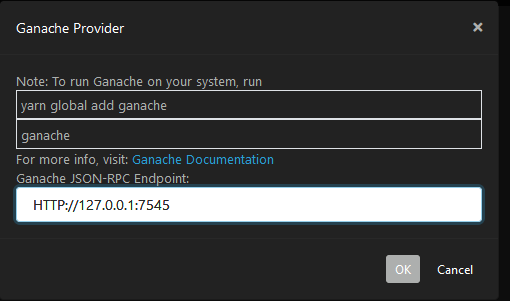 Ganache Provider
×
Note: To run Ganache on your system, run
yarn global add ganache
ganache
For more info, visit: Ganache Documentation
Ganache JSON-RPC Endpoint:
HTTP://127.0.0.1:7545
OK Cancel